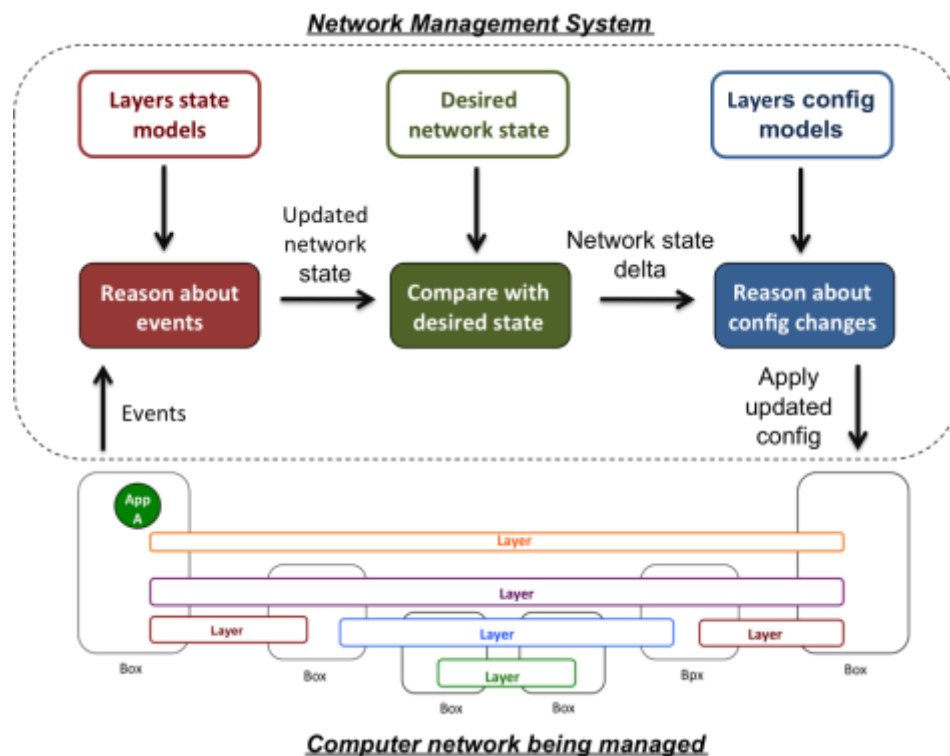 Network Management System
Layers state
models
Desired
network state
Layers config
models
Updated
network
state
Network state
delta
Reason about
events
Compare with
desired state
Reason about
config changes
Events
Apply
updated
config
App
A
Layer
Layer
Layer
Layer
Layer
Layer
Box
Box
Box
Box
Bpx
Box
Computer network being managed